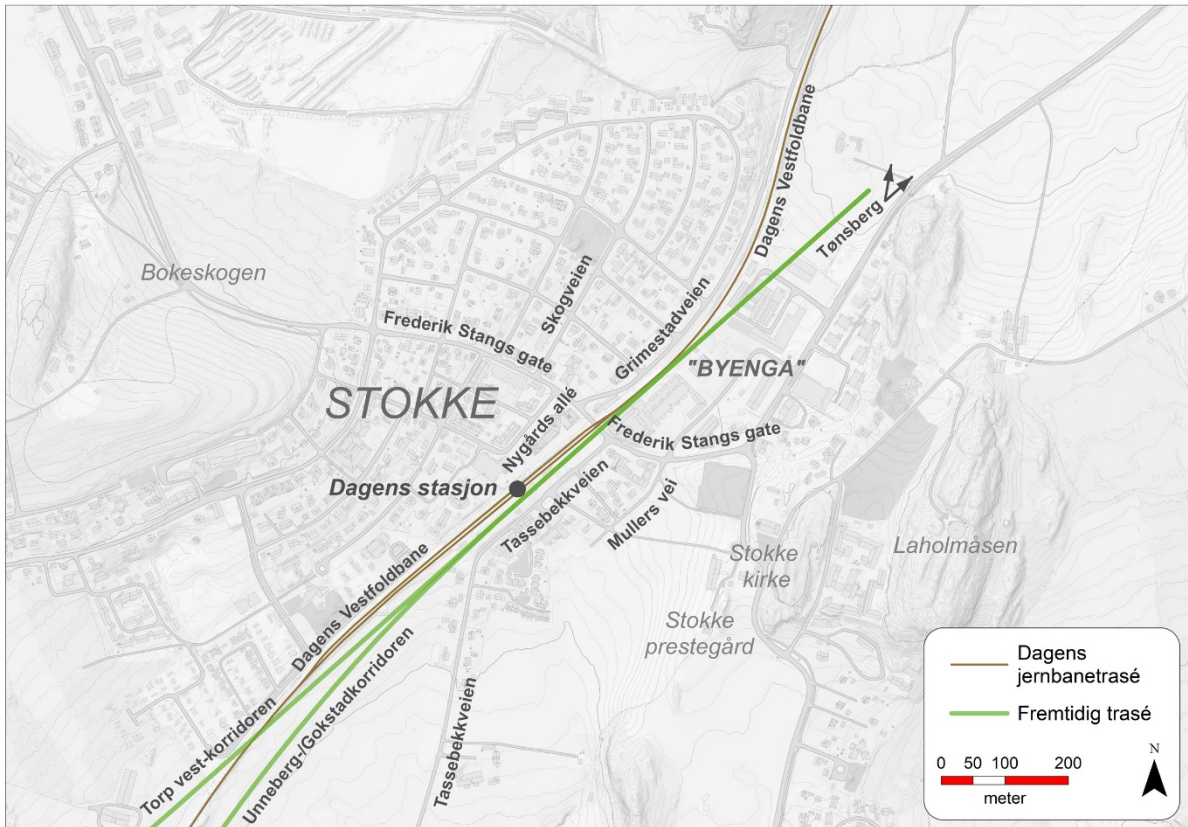 Dagens Vestfoldbane
Tønsberg
Bokeskogen
Skogveien
Frederik Stangs gate
Grimestadveien
STOKKE
"BYENGA"
Nygårds allé
Frederik Stangs gate
Dagens stasjon
Tassebekkveien
Mullers vei
Stokke
kirke
Laholmåsen
Dagens Vestfoldbane
Stokke
prestegård
Torp vest-korridoren
Unneberg-/Gokstadkorridoren
Tassebekkveien
Dagens
jernbanetrasé
Fremtidig trasé
N
0 50 100 200
meter